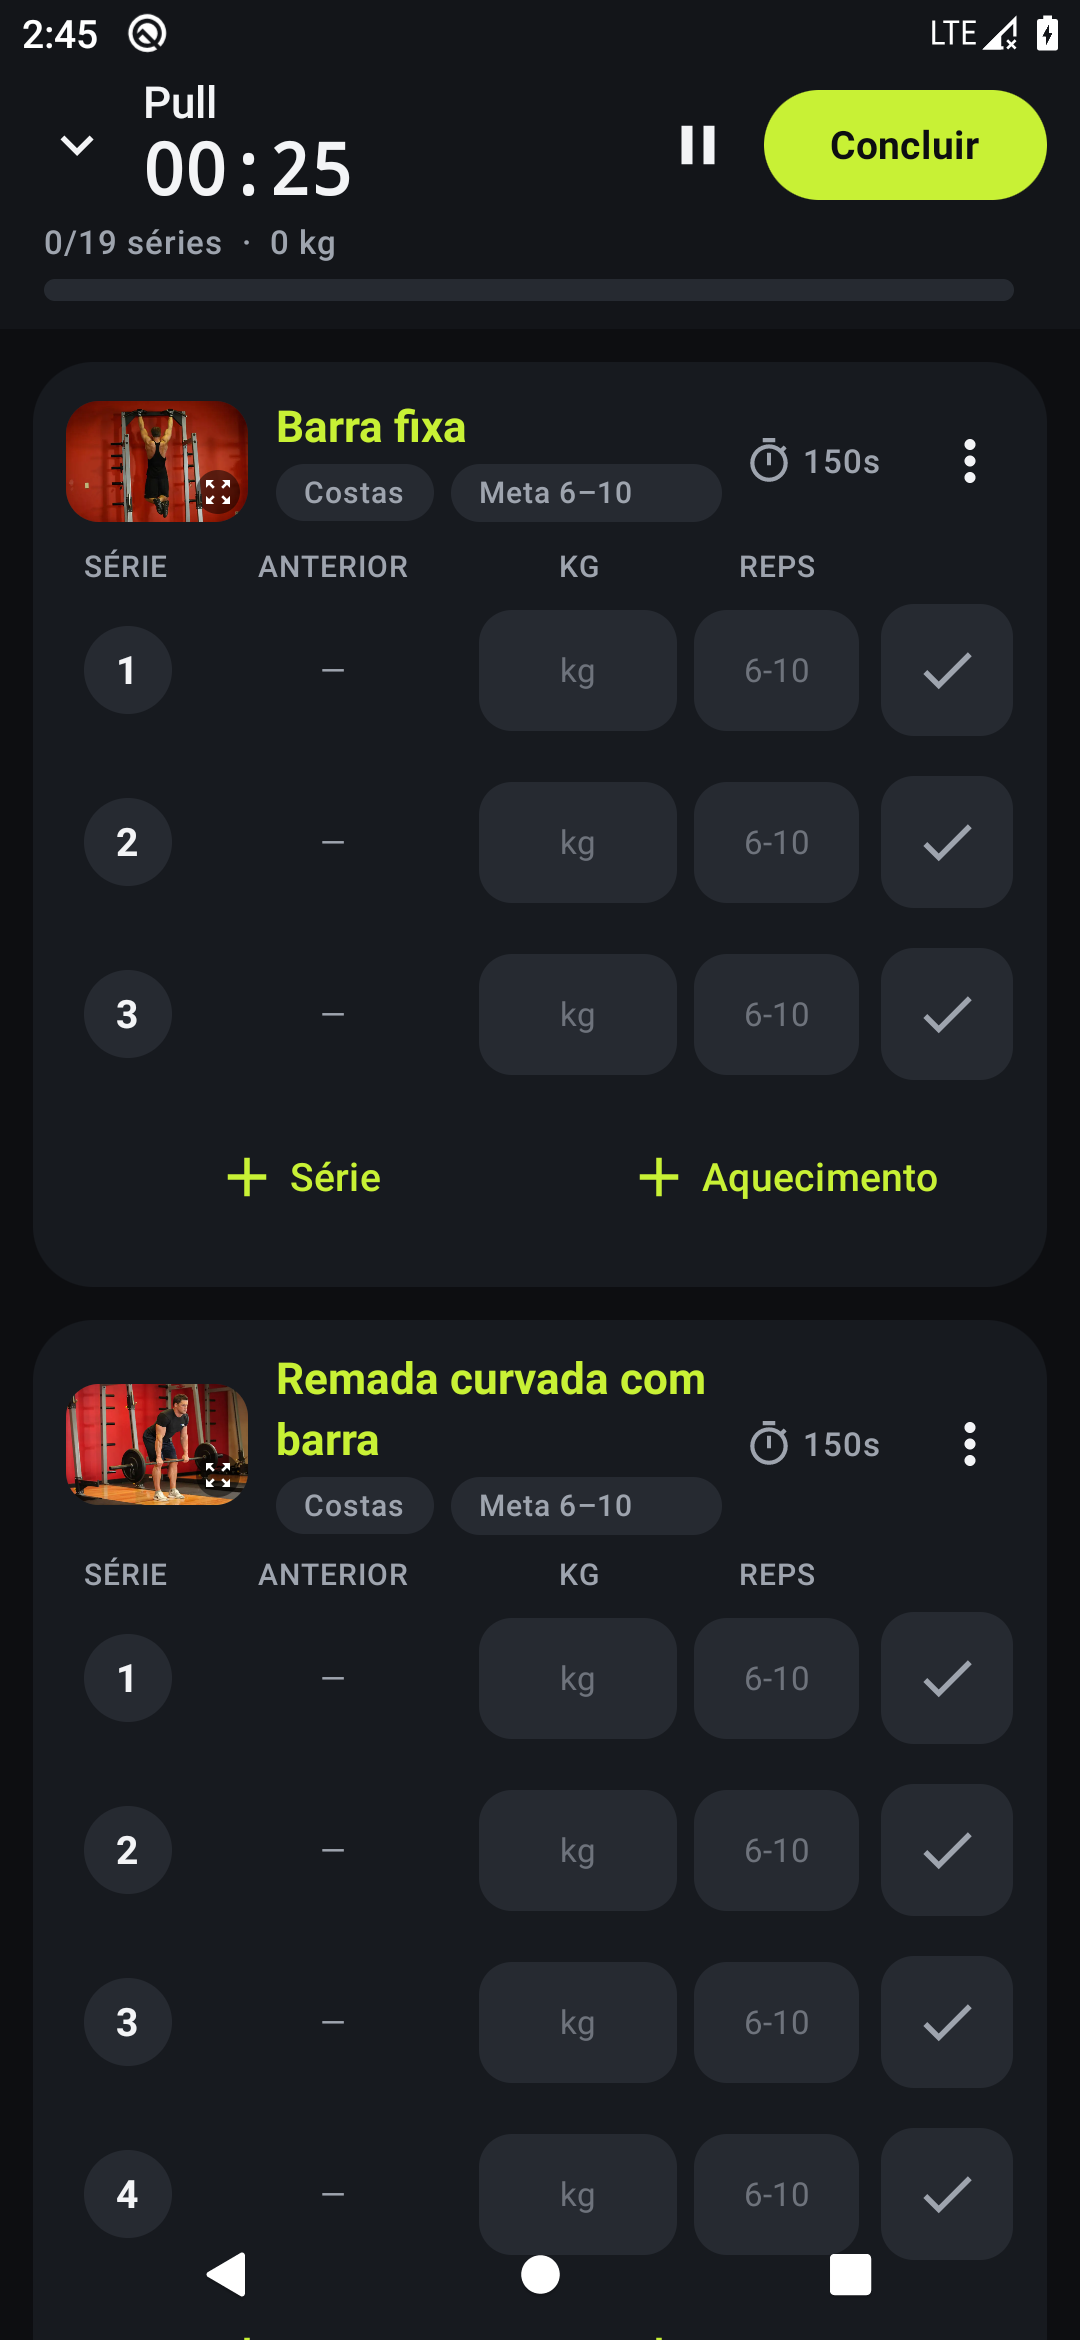 2:45
LTE
Pull
00:25
Concluir
0/19 séries · 0 kg
Barra fixa
Costas
Meta 6–10
150s
SÉRIE ANTERIOR KG REPS
1 – kg 6-10
2 – kg 6-10
3 – kg 6-10
+ Série + Aquecimento
Remada curvada com
barra
Costas
Meta 6–10
150s
SÉRIE ANTERIOR KG REPS
1 – kg 6-10
2 – kg 6-10
3 – kg 6-10
4 – kg 6-10